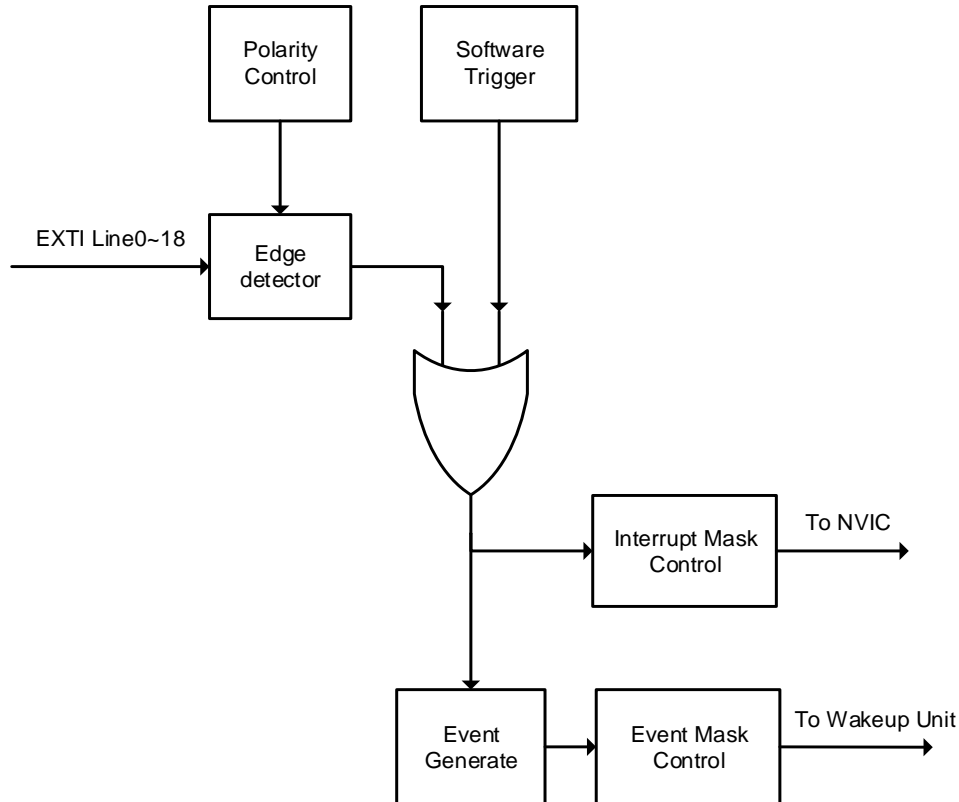 Polarity
Control
Software
Trigger
EXTI Line0~18
Edge
detector
To NVIC
Interrupt Mask
Control
To Wakeup Unit
Event
Generate
Event Mask
Control